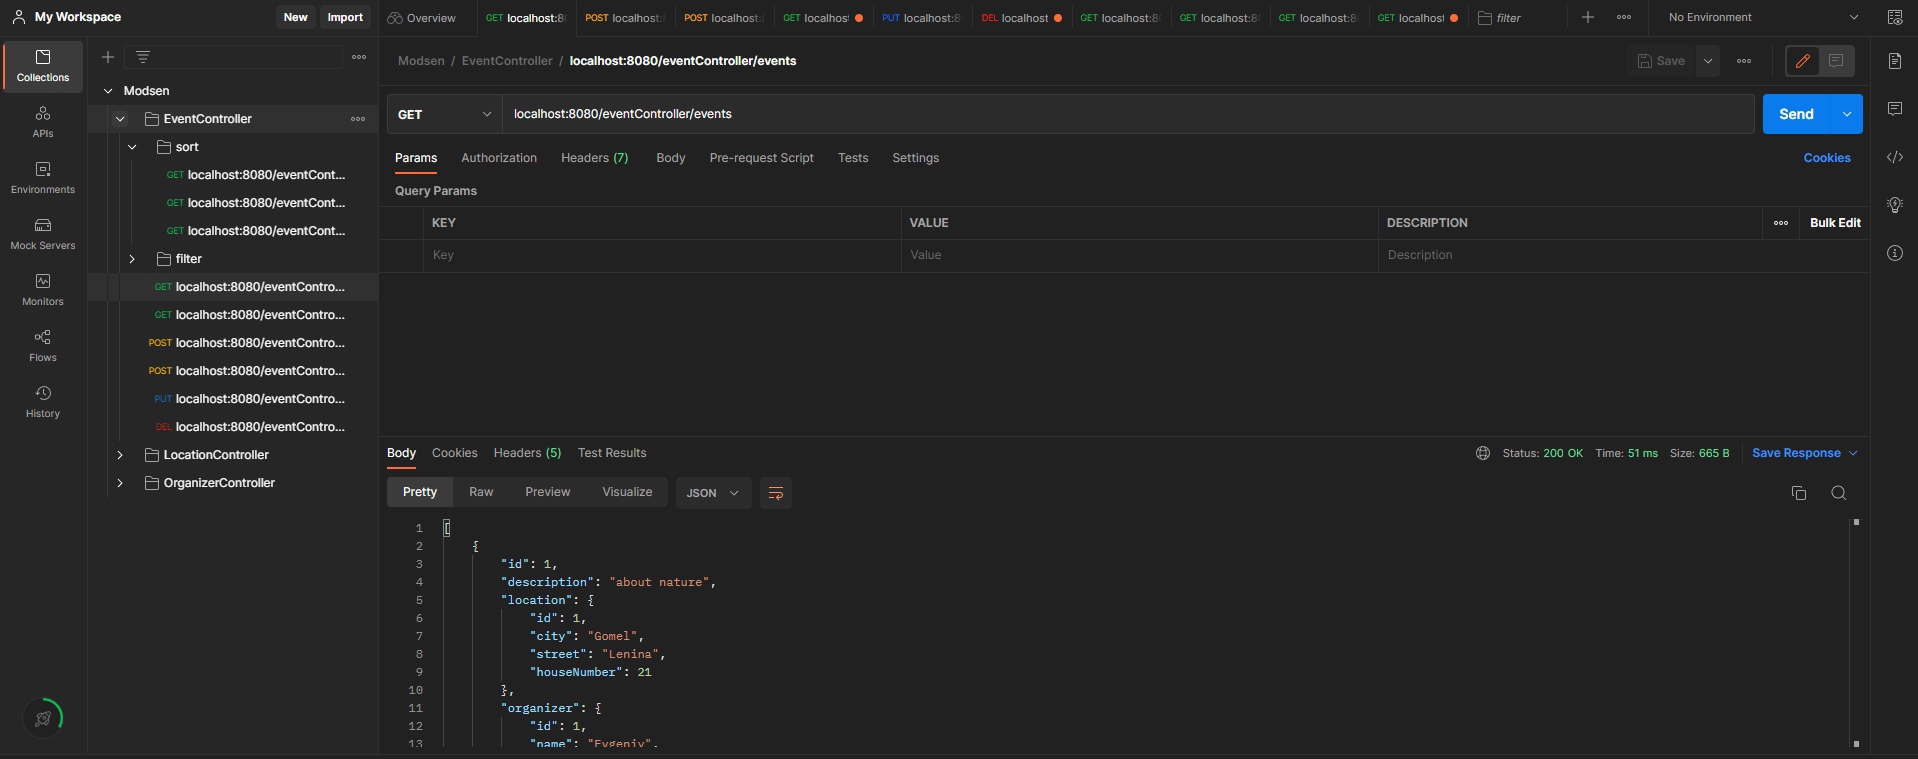 My Workspace
New
Import
Overview
GET localhost:8
POST localhost:
POST localhost:
GET localhost
PUT localhost:8
DEL localhost
GET localhost:8
GET localhost:8
GET localhost:8
GET localhost
filter
No Environment
Collections
APIs
Environments
Mock Servers
Monitors
Flows
History
Modsen
EventController
sort
GET localhost:8080/eventCont...
GET localhost:8080/eventCont...
GET localhost:8080/eventCont...
filter
GET localhost:8080/eventContro...
GET localhost:8080/eventContro...
POST localhost:8080/eventContro...
POST localhost:8080/eventContro...
PUT localhost:8080/eventContro...
DEL localhost:8080/eventContro...
LocationController
OrganizerController
Modsen / EventController / localhost:8080/eventController/events
Save
GET
localhost:8080/eventController/events
Send
Params
Authorization
Headers (7)
Body
Pre-request Script
Tests
Settings
Cookies
Query Params
KEY
VALUE
DESCRIPTION
Bulk Edit
Key
Value
Description
Body
Cookies
Headers (5)
Test Results
Status: 200 OK
Time: 51 ms
Size: 665 B
Save Response
Pretty
Raw
Preview
Visualize
JSON
1 [
2 {
3 "id": 1,
4 "description": "about nature",
5 "location": {
6 "id": 1,
7 "city": "Gomel",
8 "street": "Lenina",
9 "houseNumber": 21
10 },
11 "organizer": {
12 "id": 1,
13 "name": "Evgeniy",